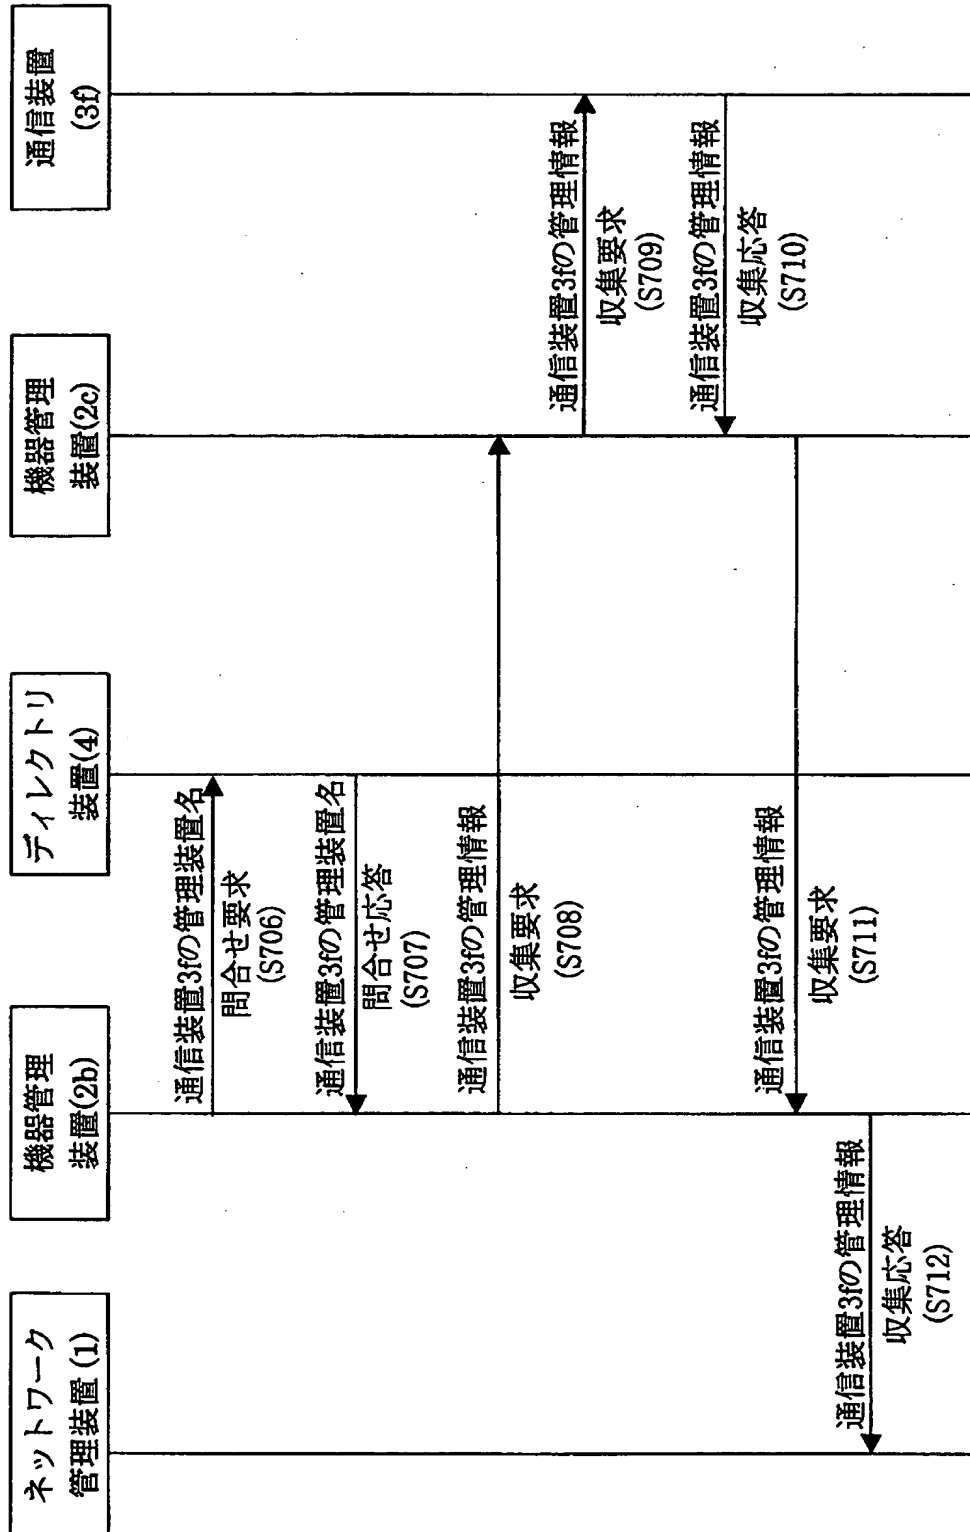 ネットワーク
管理装置(1)
機器管理
装置(2b)
ディレクトリ
装置(4)
機器管理
装置(2c)
通信装置
(3f)
通信装置3fの管理装置名
問合せ要求
(S706)
通信装置3fの管理装置名
問合せ応答
(S707)
通信装置3fの管理情報
収集要求
(S708)
通信装置3fの管理情報
収集要求
(S709)
通信装置3fの管理情報
収集応答
(S710)
通信装置3fの管理情報
収集要求
(S711)
通信装置3fの管理情報
収集応答
(S712)